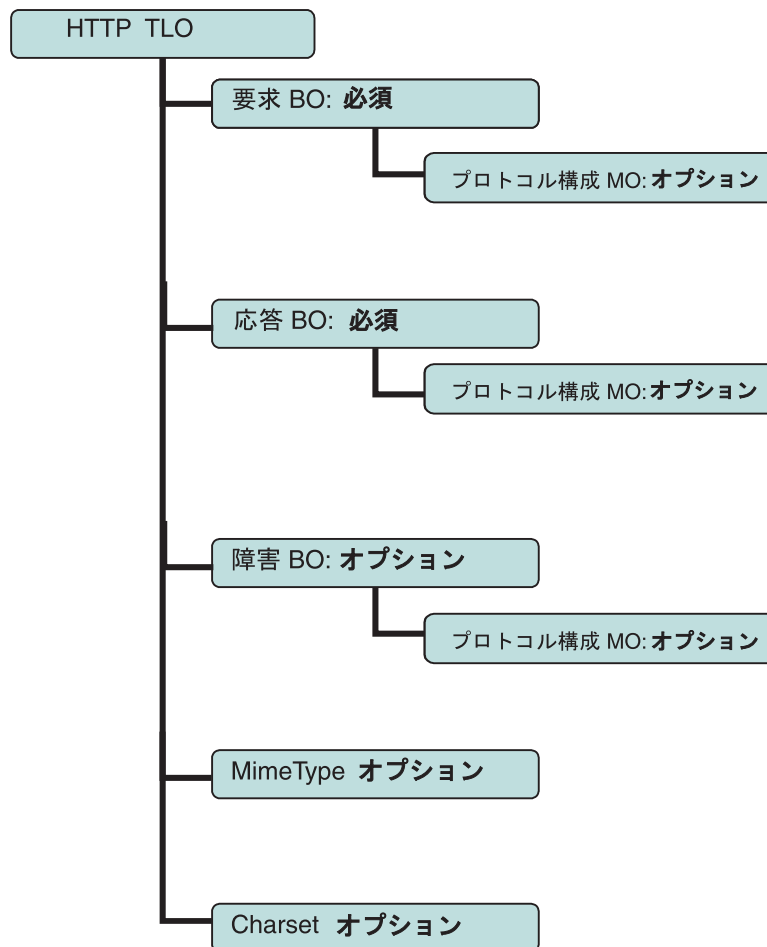 HTTP TLO
要求 BO: 必須
プロトコル構成 MO:オプション
応答 BO: 必須
プロトコル構成 MO:オプション
障害 BO: オプション
プロトコル構成 MO:オプション
MimeType オプション
Charset オプション